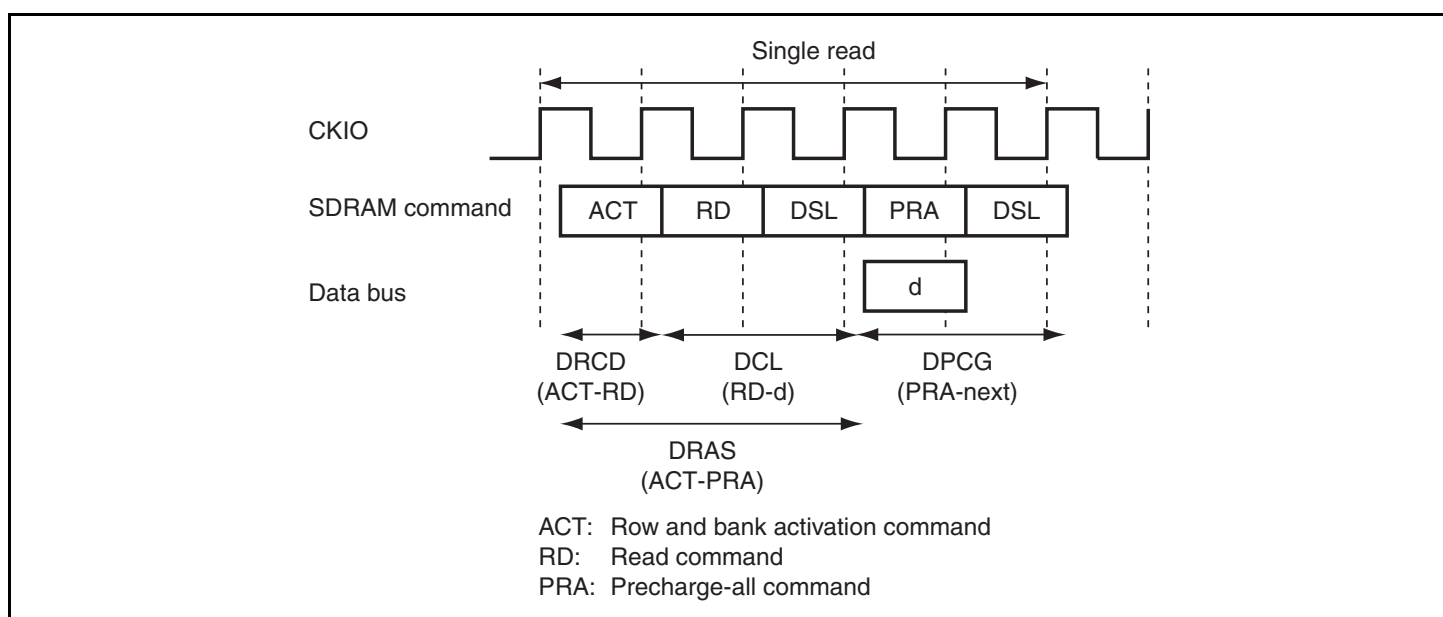 Single read
CKIO
SDRAM command
ACT
RD
DSL
PRA
DSL
Data bus
d
DRCD
(ACT-RD)
DCL
(RD-d)
DPCG
(PRA-next)
DRAS
(ACT-PRA)
ACT: Row and bank activation command
RD: Read command
PRA: Precharge-all command